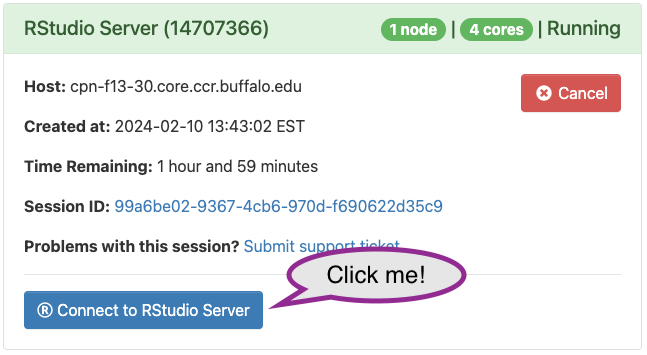 RStudio Server (14707366) 1 node | 4 cores | Running
Host: cpn-f13-30.core.ccr.buffalo.edu
Cancel
Created at: 2024-02-10 13:43:02 EST
Time Remaining: 1 hour and 59 minutes
Session ID: 99a6be02-9367-4cb6-970d-f690622d35c9
Problems with this session? Submit support ticket
Click me!
® Connect to RStudio Server